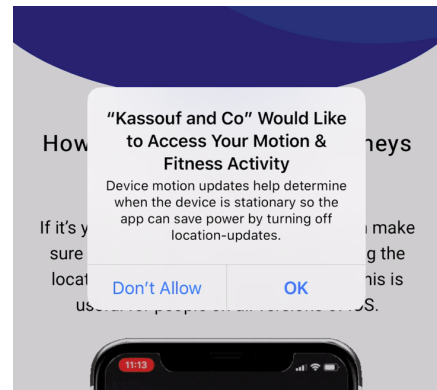 “Kassouf and Co” Would Like
to Access Your Motion &
Fitness Activity
Device motion updates help determine
when the device is stationary so the
app can save power by turning off
location-updates.
Don’t Allow
OK
How
neys
If it’s y
make
sure
g the
locat
his is
11:13